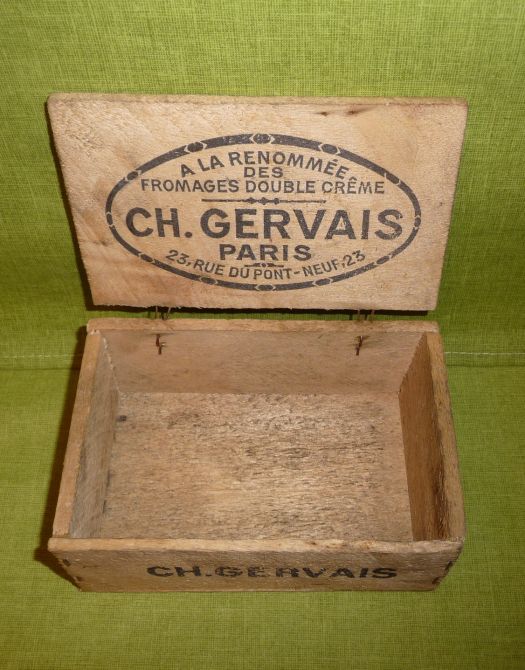 A LA RENOMMÉE
DES
FROMAGES DOUBLE CRÊME
CH. GERVAIS
PARIS
23, RUE DU PONT-NEUF, 23
CH. GERVAIS